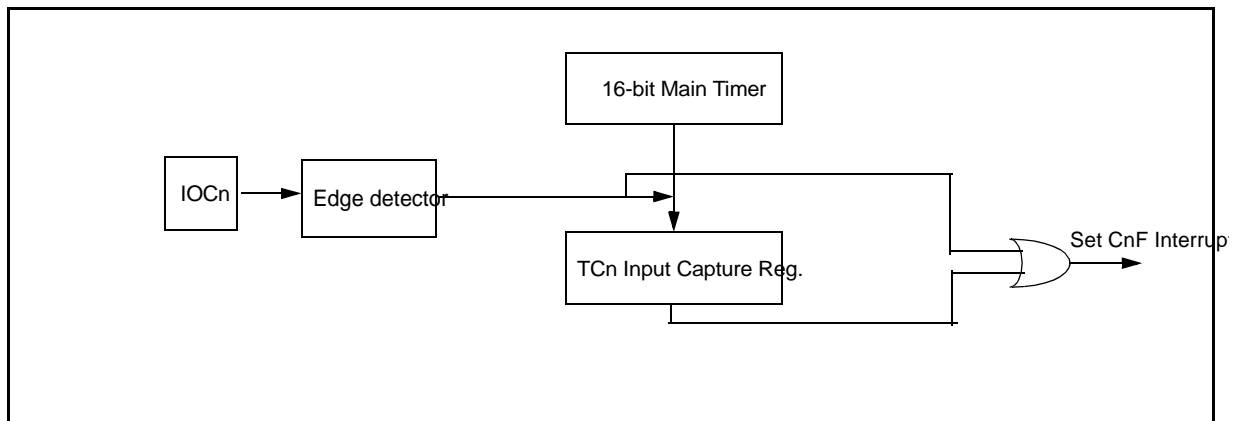 16-bit Main Timer
IOCn
Edge detector
TCn Input Capture Reg.
Set CnF Interrup